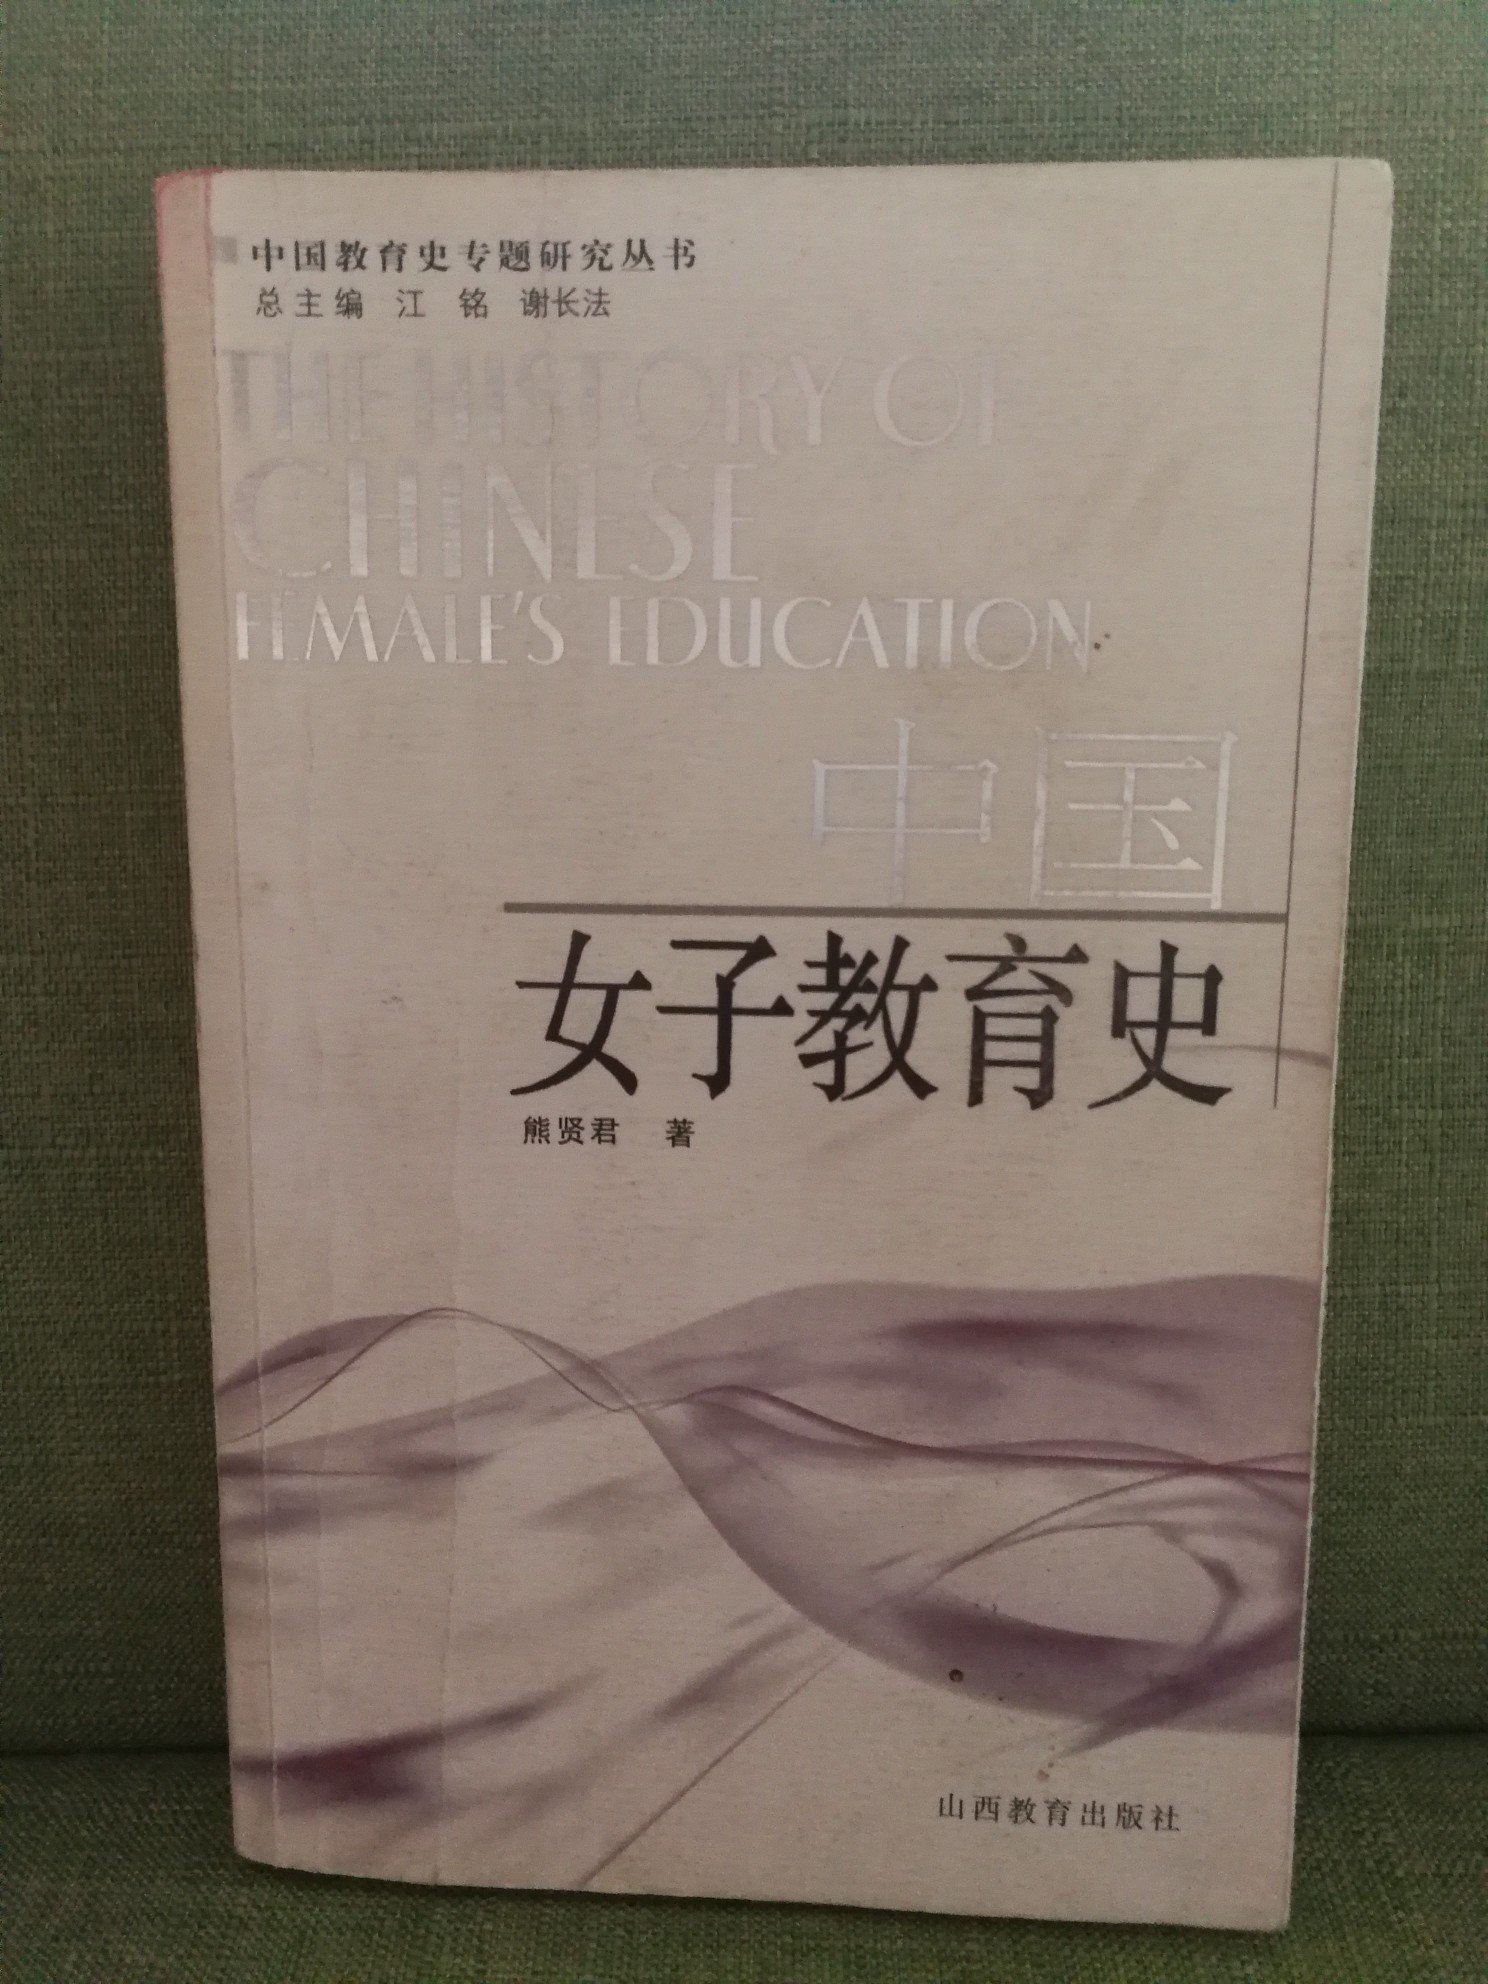 中国教育史专题研究丛书
总主编 江 铭 谢长法
THE HISTORY OF
CHINESE
FEMALE'S EDUCATION
中国
女子教育史
熊贤君 著
山西教育出版社